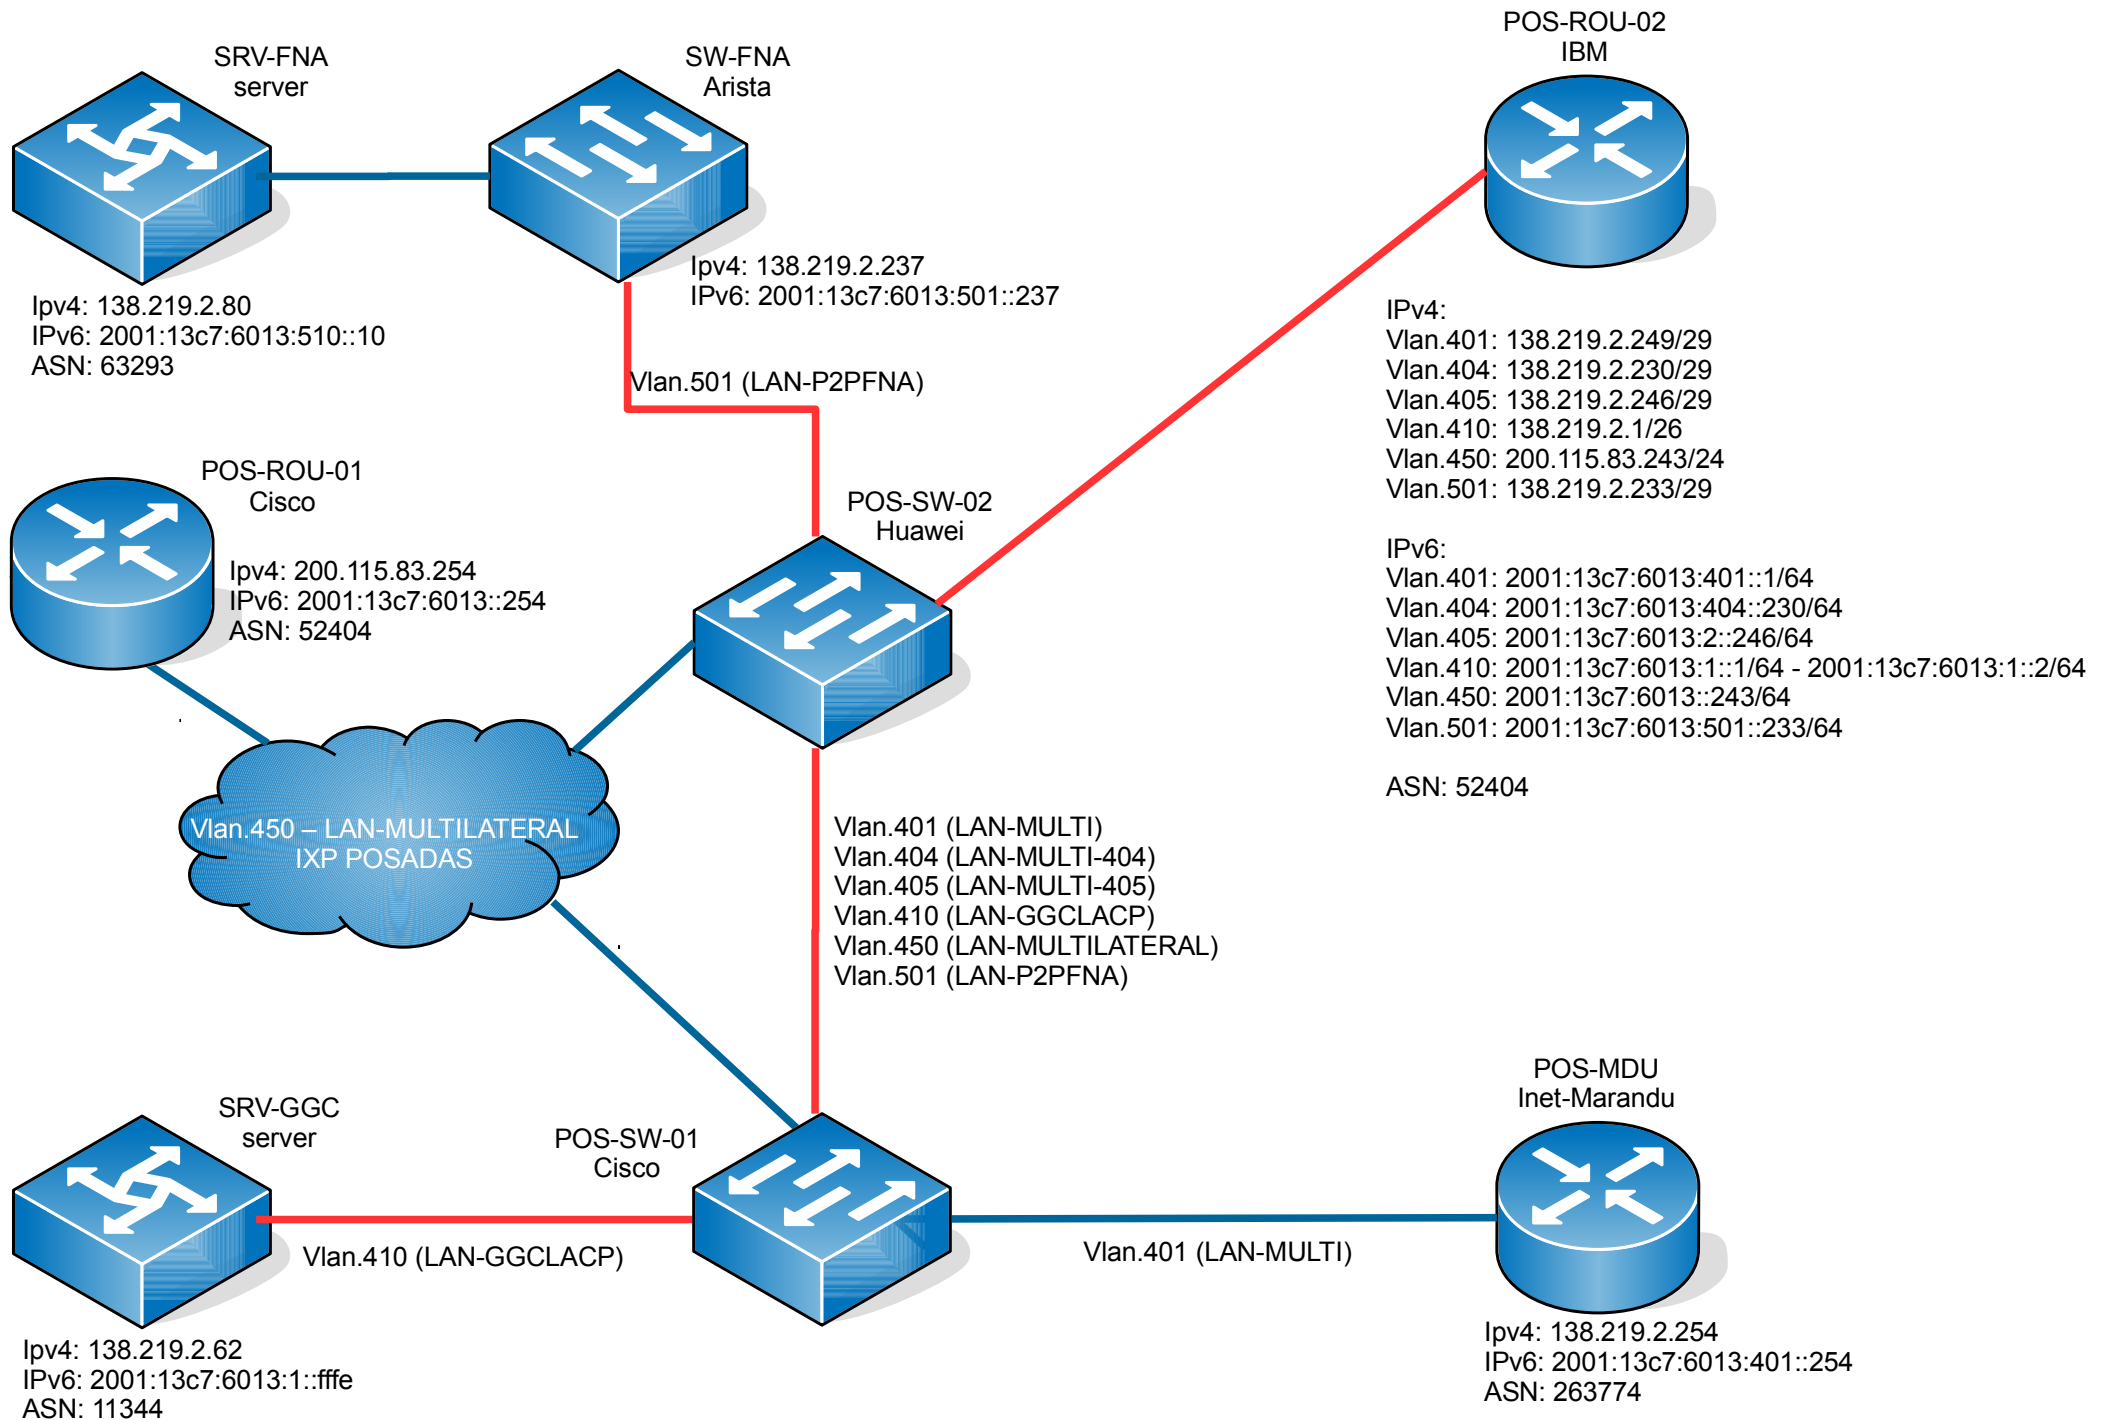 SRV-FNA
server
SW-FNA
Arista
POS-ROU-02
IBM
Ipv4: 138.219.2.80
IPv6: 2001:13c7:6013:510::10
ASN: 63293
Ipv4: 138.219.2.237
IPv6: 2001:13c7:6013:501::237
Vlan.501 (LAN-P2PFNA)
IPv4:
Vlan.401: 138.219.2.249/29
Vlan.404: 138.219.2.230/29
Vlan.405: 138.219.2.246/29
Vlan.410: 138.219.2.1/26
Vlan.450: 200.115.83.243/24
Vlan.501: 138.219.2.233/29
IPv6:
Vlan.401: 2001:13c7:6013:401::1/64
Vlan.404: 2001:13c7:6013:404::230/64
Vlan.405: 2001:13c7:6013:2::246/64
Vlan.410: 2001:13c7:6013:1::1/64 - 2001:13c7:6013:1::2/64
Vlan.450: 2001:13c7:6013::243/64
Vlan.501: 2001:13c7:6013:501::233/64
ASN: 52404
POS-ROU-01
Cisco
Ipv4: 200.115.83.254
IPv6: 2001:13c7:6013::254
ASN: 52404
POS-SW-02
Huawei
Vlan.450 – LAN-MULTILATERAL
IXP POSADAS
Vlan.401 (LAN-MULTI)
Vlan.404 (LAN-MULTI-404)
Vlan.405 (LAN-MULTI-405)
Vlan.410 (LAN-GGCLACP)
Vlan.450 (LAN-MULTILATERAL)
Vlan.501 (LAN-P2PFNA)
SRV-GGC
server
POS-SW-01
Cisco
POS-MDU
Inet-Marandu
Vlan.410 (LAN-GGCLACP)
Vlan.401 (LAN-MULTI)
Ipv4: 138.219.2.62
IPv6: 2001:13c7:6013:1::fffe
ASN: 11344
Ipv4: 138.219.2.254
IPv6: 2001:13c7:6013:401::254
ASN: 263774